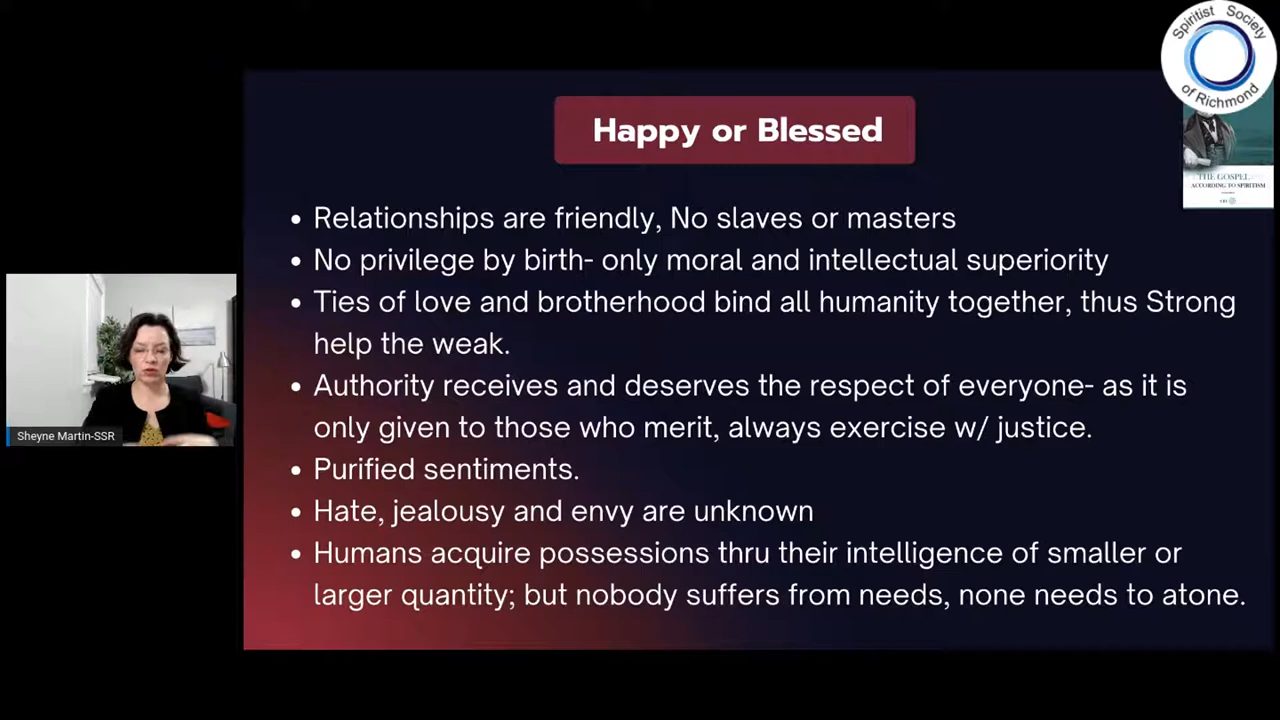 Spiritist Society
of Richmond
Happy or Blessed
THE GOSPEL
ACCORDING TO SPIRITISM
• Relationships are friendly, No slaves or masters
• No privilege by birth- only moral and intellectual superiority
• Ties of love and brotherhood bind all humanity together, thus Strong
help the weak.
• Authority receives and deserves the respect of everyone- as it is
only given to those who merit, always exercise w/ justice.
• Purified sentiments.
• Hate, jealousy and envy are unknown
• Humans acquire possessions thru their intelligence of smaller or
larger quantity; but nobody suffers from needs, none needs to atone.
Sheyne Martin-SSR